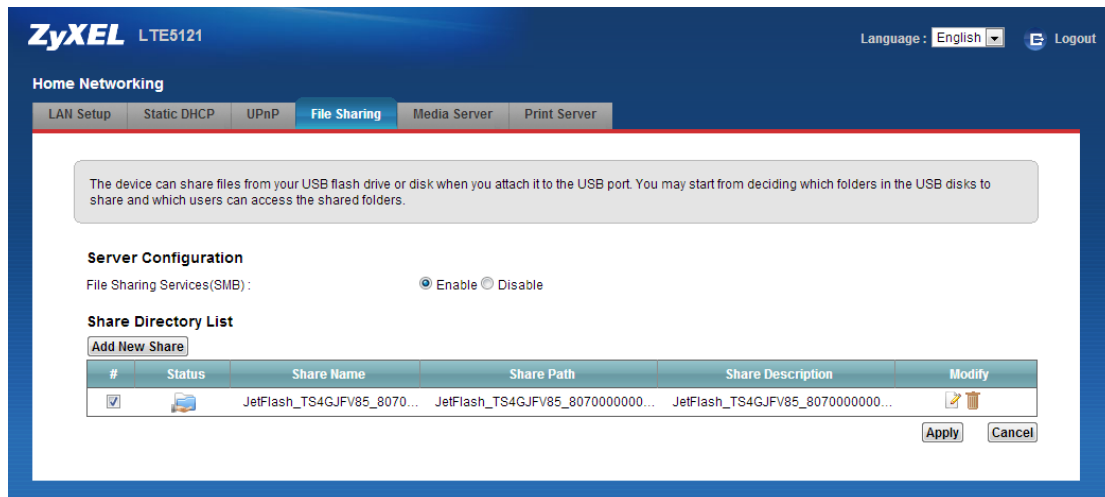 ZyXEL LTE5121
Language : English
Logout
Home Networking
LAN Setup Static DHCP UPnP File Sharing Media Server Print Server
The device can share files from your USB flash drive or disk when you attach it to the USB port. You may start from deciding which folders in the USB disks to
share and which users can access the shared folders.
Server Configuration
File Sharing Services(SMB) : Enable Disable
Share Directory List
Add New Share
# Status Share Name Share Path Share Description Modify
JetFlash_TS4GJFV85_8070... JetFlash_TS4GJFV85_8070000000... JetFlash_TS4GJFV85_8070000000...
Apply Cancel